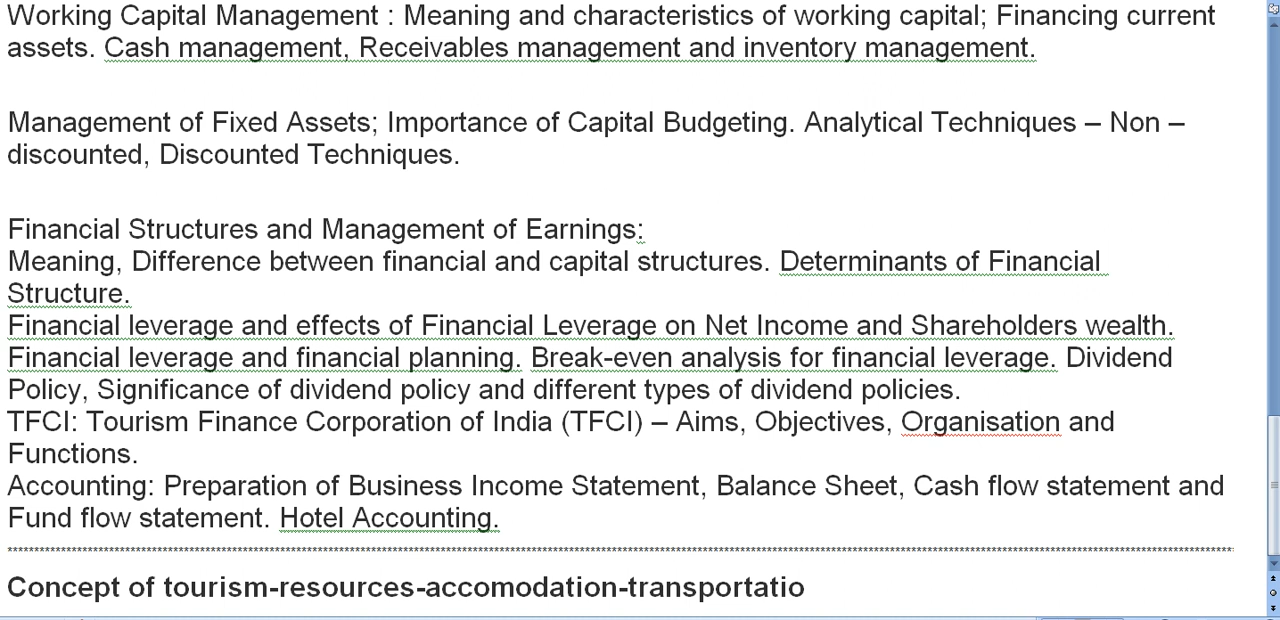 Working Capital Management : Meaning and characteristics of working capital; Financing current
assets. Cash management, Receivables management and inventory management.
Management of Fixed Assets; Importance of Capital Budgeting. Analytical Techniques – Non –
discounted, Discounted Techniques.
Financial Structures and Management of Earnings:
Meaning, Difference between financial and capital structures. Determinants of Financial
Structure.
Financial leverage and effects of Financial Leverage on Net Income and Shareholders wealth.
Financial leverage and financial planning. Break-even analysis for financial leverage. Dividend
Policy, Significance of dividend policy and different types of dividend policies.
TFCI: Tourism Finance Corporation of India (TFCI) – Aims, Objectives, Organisation and
Functions.
Accounting: Preparation of Business Income Statement, Balance Sheet, Cash flow statement and
Fund flow statement. Hotel Accounting.
Concept of tourism-resources-accomodation-transportatio